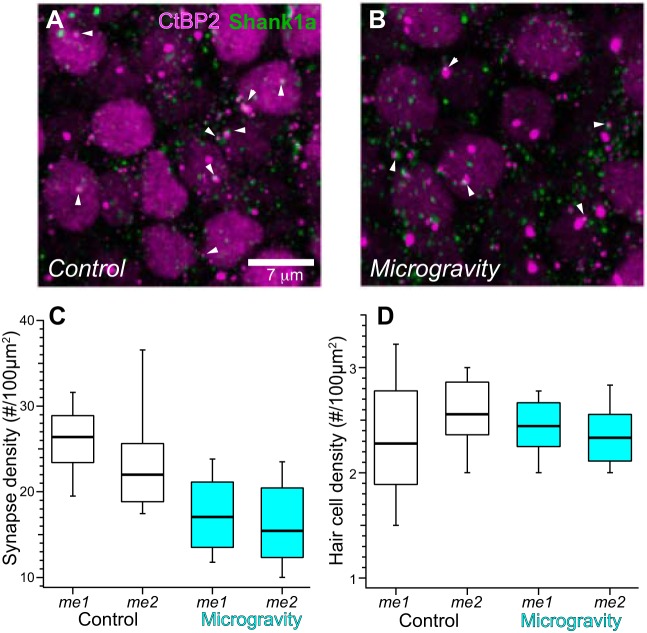 A
CtBP2 Shank1a
Control
7 μm
B
Microgravity
C
Synapse density (#/100μm2)
40
30
20
10
me1 me2 me1 me2
Control Microgravity
D
Hair cell density (#/100μm2)
3
2
1
me1 me2 me1 me2
Control Microgravity